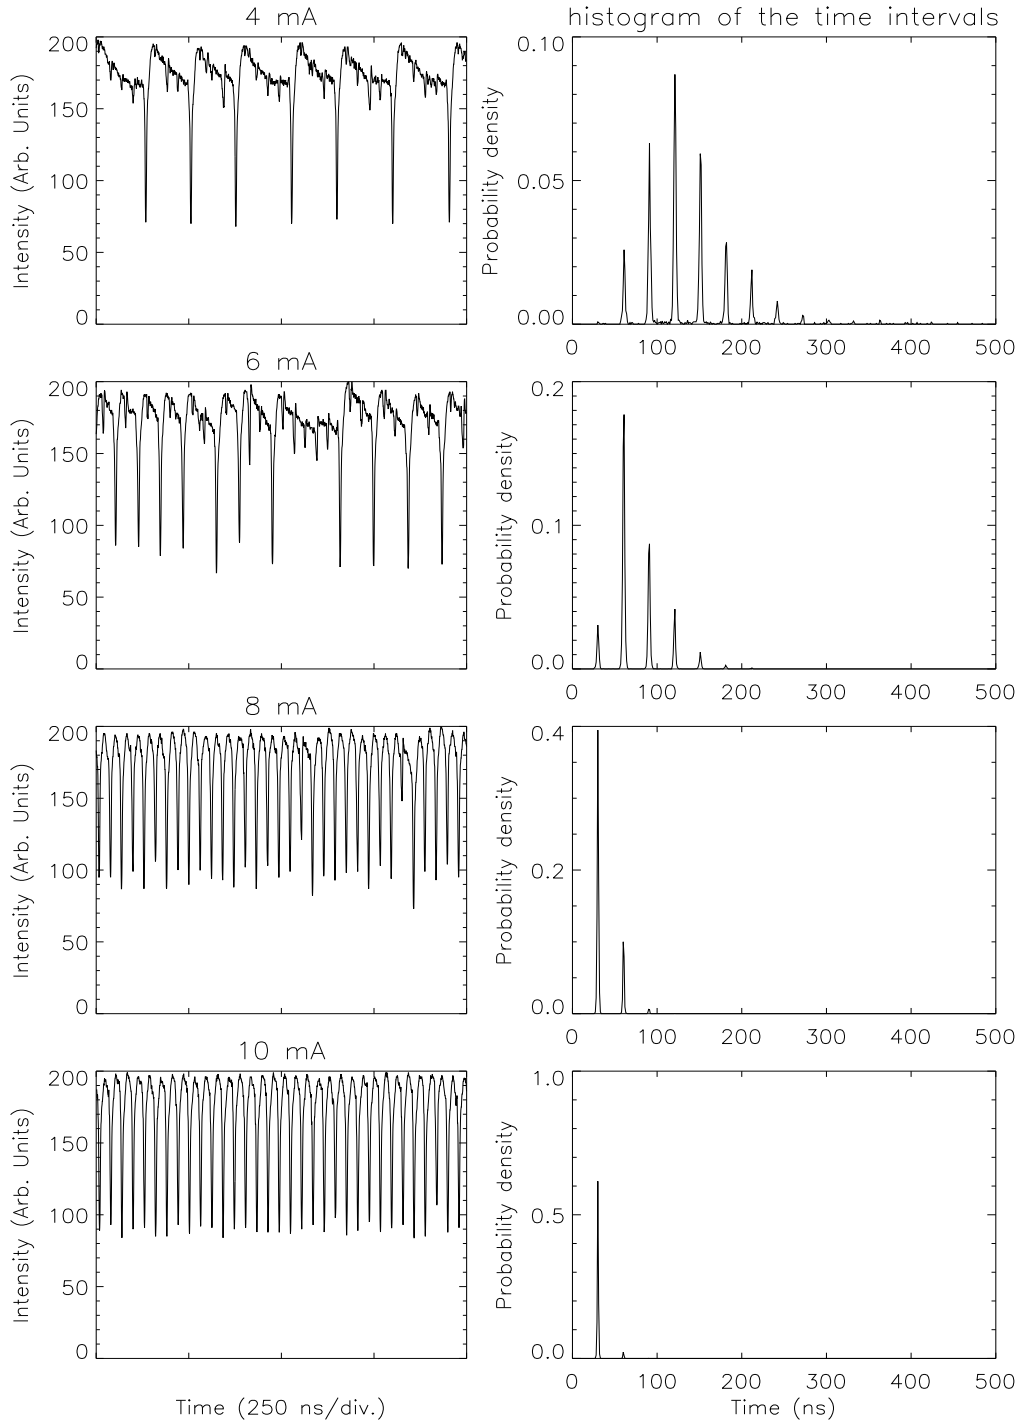 4 mA
histogram of the time intervals
Intensity (Arb. Units)
200
150
100
50
0
Probability density
0.10
0.05
0.00
0 100 200 300 400 500
6 mA
Intensity (Arb. Units)
200
150
100
50
0
Probability density
0.2
0.1
0.0
0 100 200 300 400 500
8 mA
Intensity (Arb. Units)
200
150
100
50
0
Probability density
0.4
0.2
0.0
0 100 200 300 400 500
10 mA
Intensity (Arb. Units)
200
150
100
50
0
Time (250 ns/div.)
Probability density
1.0
0.5
0.0
0 100 200 300 400 500
Time (ns)